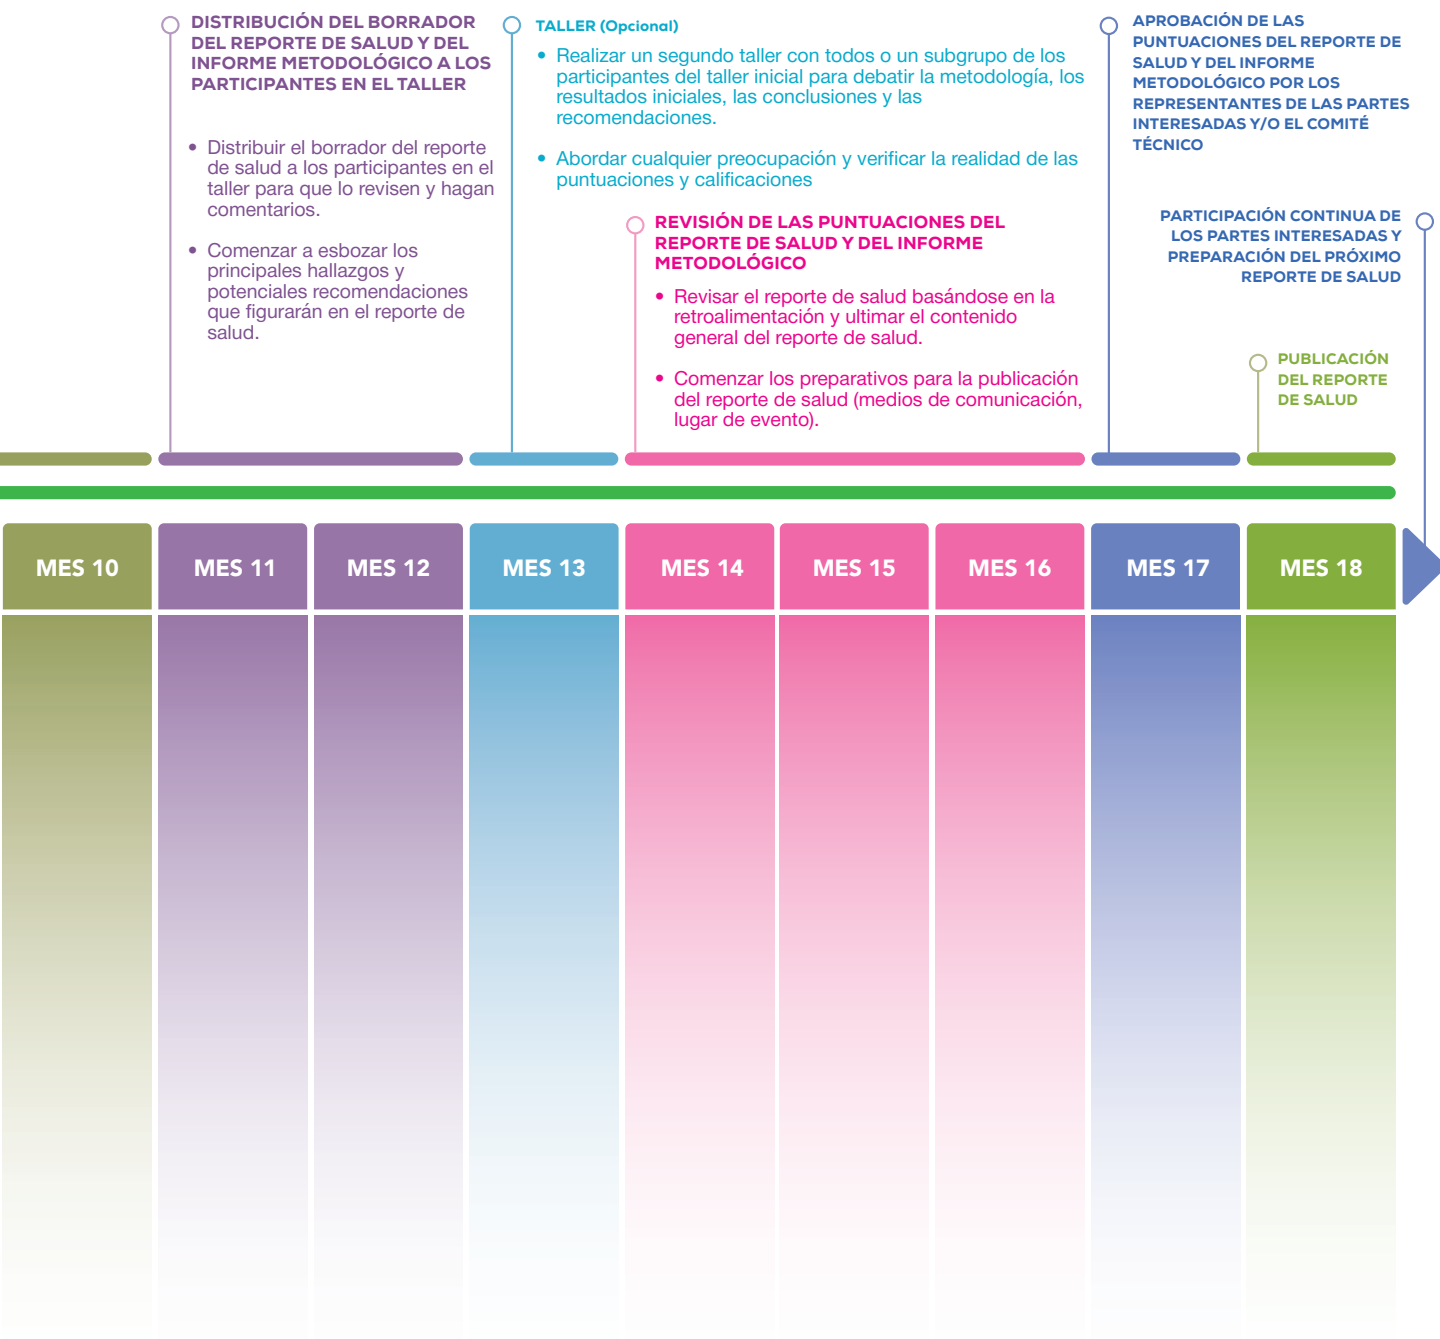 DISTRIBUCIÓN DEL BORRADOR
DEL REPORTE DE SALUD Y DEL
INFORME METODOLÓGICO A LOS
PARTICIPANTES EN EL TALLER
• Distribuir el borrador del reporte
de salud a los participantes en el
taller para que lo revisen y hagan
comentarios.
• Comenzar a esbozar los
principales hallazgos y
potenciales recomendaciones
que figurarán en el reporte de
salud.
TALLER (Opcional)
• Realizar un segundo taller con todos o un subgrupo de los
participantes del taller inicial para debatir la metodología, los
resultados iniciales, las conclusiones y las
recomendaciones.
• Abordar cualquier preocupación y verificar la realidad de las
puntuaciones y calificaciones
REVISIÓN DE LAS PUNTUACIONES DEL
REPORTE DE SALUD Y DEL INFORME
METODOLÓGICO
• Revisar el reporte de salud basándose en la
retroalimentación y ultimar el contenido
general del reporte de salud.
• Comenzar los preparativos para la publicación
del reporte de salud (medios de comunicación,
lugar de evento).
APROBACIÓN DE LAS
PUNTUACIONES DEL REPORTE DE
SALUD Y DEL INFORME
METODOLÓGICO POR LOS
REPRESENTANTES DE LAS PARTES
INTERESADAS Y/O EL COMITÉ
TÉCNICO
PARTICIPACIÓN CONTINUA DE
LOS PARTES INTERESADAS Y
PREPARACIÓN DEL PRÓXIMO
REPORTE DE SALUD
PUBLICACIÓN
DEL REPORTE
DE SALUD
MES 10
MES 11
MES 12
MES 13
MES 14
MES 15
MES 16
MES 17
MES 18